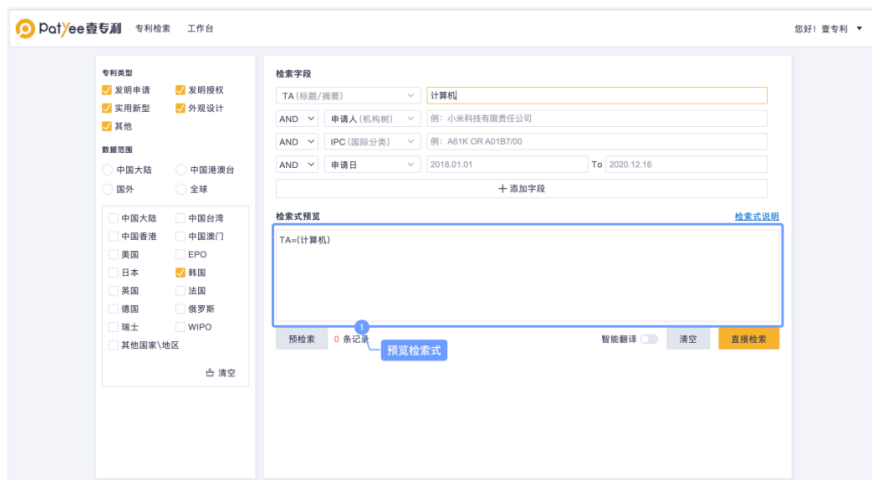 Patyee壹专利 专利检索 工作台 您好！壹专利
专利类型
发明申请 发明授权
实用新型 外观设计
其他
数据范围
中国大陆 中国港澳台
国外 全球
中国大陆 中国台湾
中国香港 中国澳门
美国 EPO
日本 韩国
英国 法国
德国 俄罗斯
瑞士 WIPO
其他国家\地区
清空
检索字段
TA(标题/摘要) 计算机
AND 申请人(机构树) 例：小米科技有限责任公司
AND IPC(国际分类) 例：A61K OR A01B7/00
AND 申请日 2018.01.01 To 2020.12.16
十添加字段
检索式预览 检索式说明
TA=(计算机)
1
预检索 0 条记录 智能翻译 清空 直接检索
预览检索式